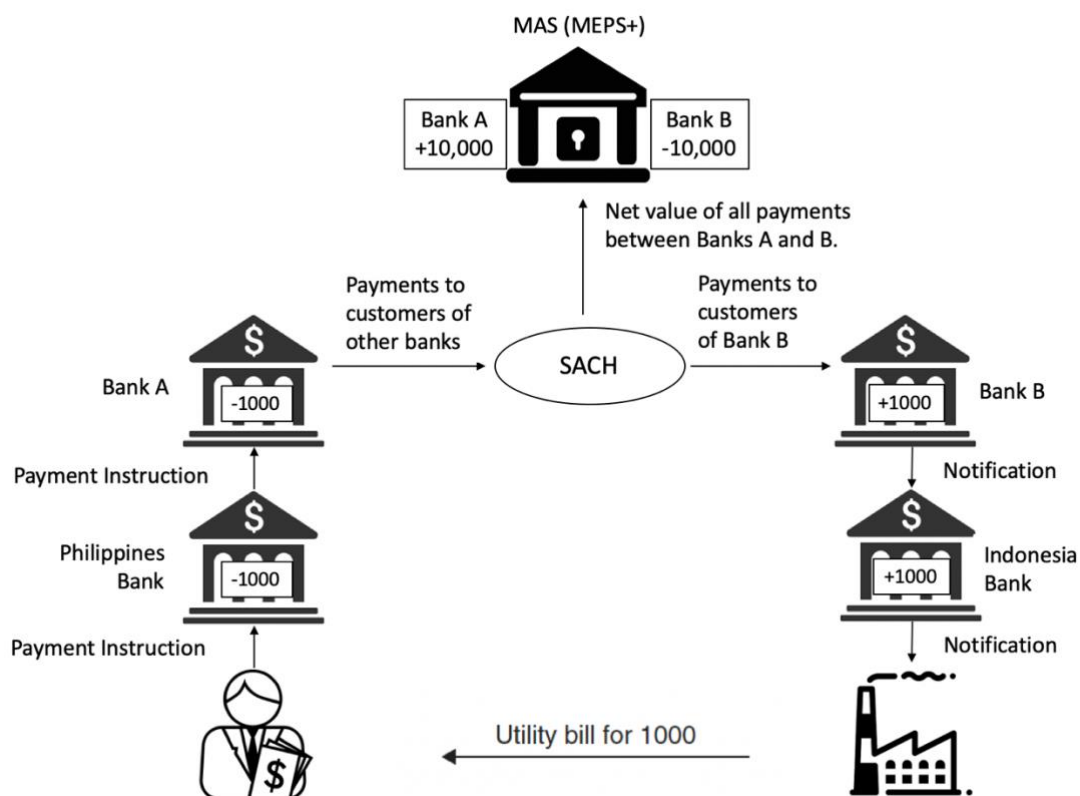 MAS (MEPS+)
Bank A
+10,000
Bank B
-10,000
Net value of all payments
between Banks A and B.
Payments to
customers of
other banks
Payments to
customers
of Bank B
$
SACH
$
Bank A
-1000
+1000
Bank B
Payment Instruction
Notification
$
$
Philippines
Bank
-1000
+1000
Indonesia
Bank
Payment Instruction
Notification
Utility bill for 1000
$